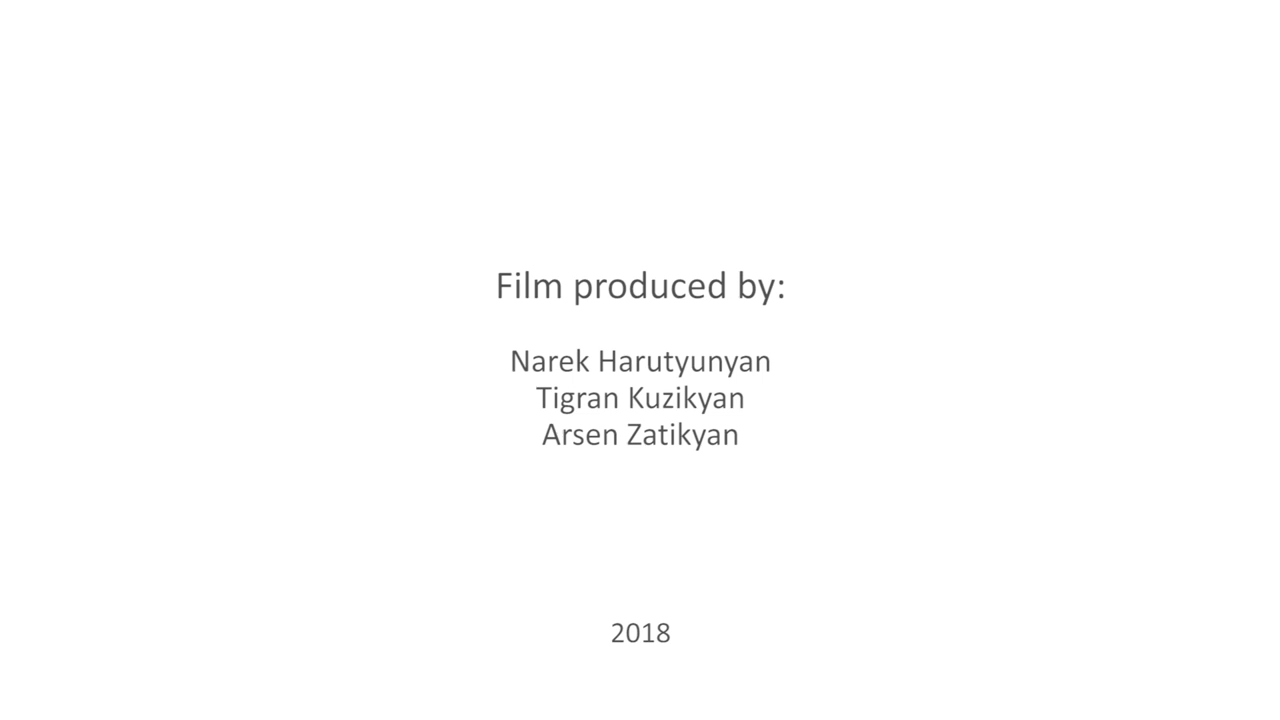 Film produced by:
Narek Harutyunyan
Tigran Kuzikyan
Arsen Zatikyan
2018